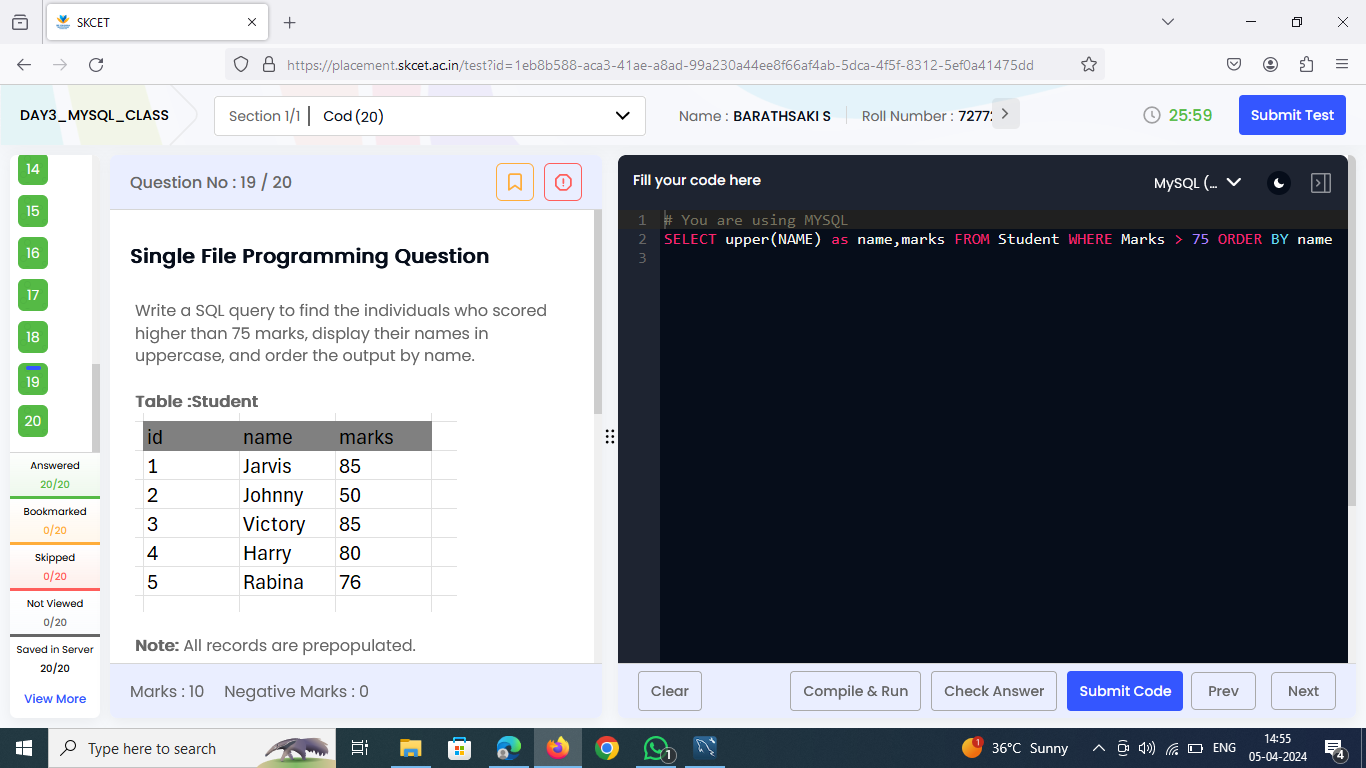 SKCET
https://placement.skcet.ac.in/test?id=1eb8b588-aca3-41ae-a8ad-99a230a44ee8f66af4ab-5dca-4f5f-8312-5ef0a41475dd
DAY3_MYSQL_CLASS
Section 1/1 | Cod (20)
Name : BARATHSAKI S
Roll Number : 7277
25:59
Submit Test
14
15
16
17
18
19
20
Answered
20/20
Bookmarked
0/20
Skipped
0/20
Not Viewed
0/20
Saved in Server
20/20
View More
Question No : 19 / 20
Single File Programming Question
Write a SQL query to find the individuals who scored
higher than 75 marks, display their names in
uppercase, and order the output by name.
Table :Student
id name marks
1 Jarvis 85
2 Johnny 50
3 Victory 85
4 Harry 80
5 Rabina 76
Note: All records are prepopulated.
Marks : 10 Negative Marks : 0
Fill your code here
MySQL (...
1 # You are using MYSQL
2 SELECT upper(NAME) as name,marks FROM Student WHERE Marks > 75 ORDER BY name
3
Clear
Compile & Run
Check Answer
Submit Code
Prev
Next
Type here to search
1
1
36°C Sunny
ENG
14:55
05-04-2024
4